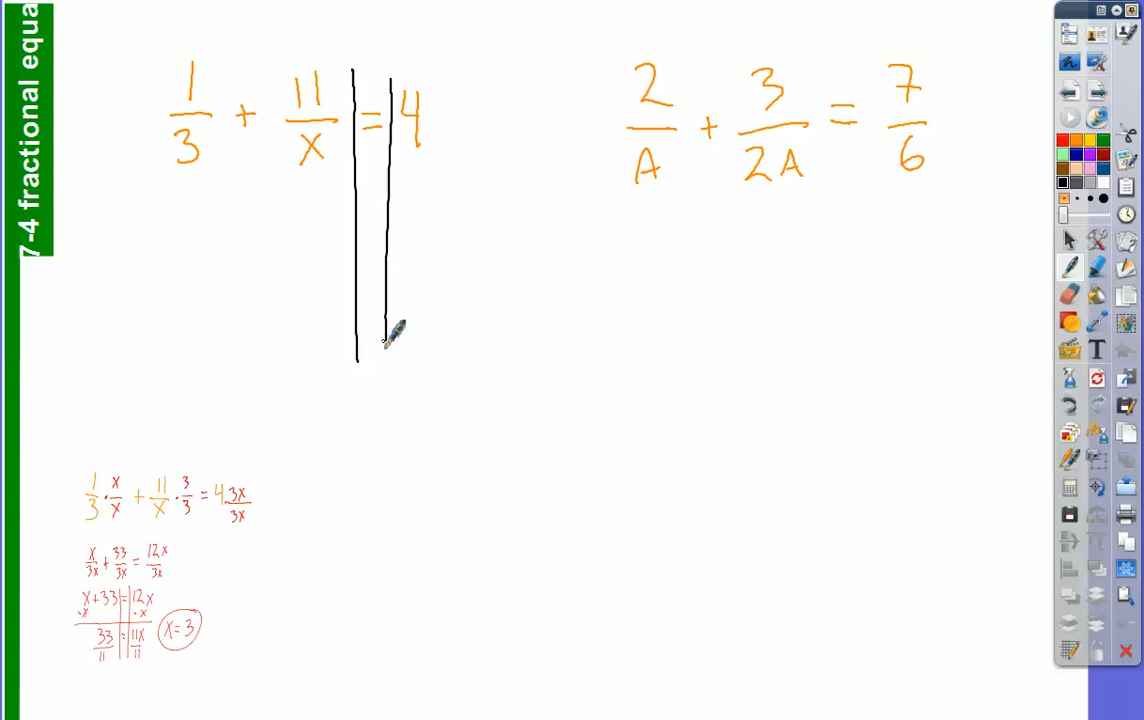 7-4 fractional equa
1/3 + 11/x = 4
2/A + 3/2A = 7/6
1/3 · x/x + 11/x · 3/3 = 4 3x/3x
x/3x + 33/3x = 12x/3x
x+33 = 12x
-x -x
33/11 = 11x/11
x = 3
T